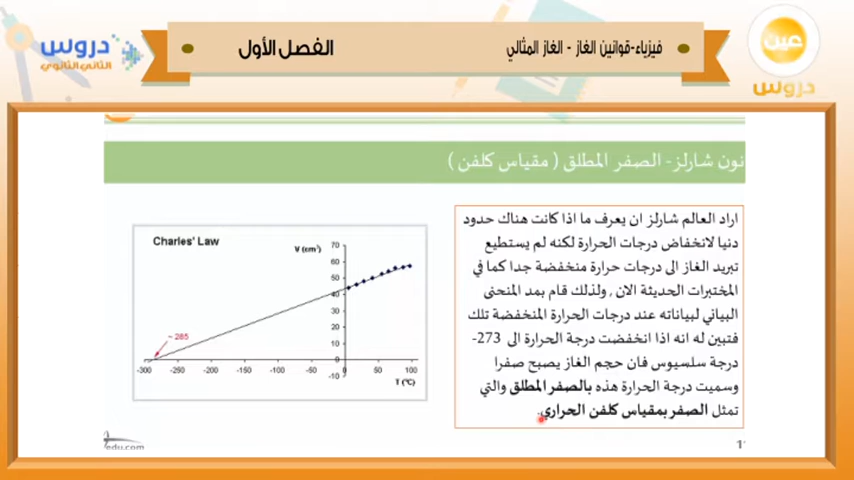 دروس
الثاني الثانوي
الفصل الأول
فيزياء-قوانين الغاز - الغاز المثالي
عين
دروس
نون شارلز- الصفر المطلق ( مقياس كلفن )
اراد العالم شارلز ان يعرف ما اذا كانت هناك حدود
دنيا لانخفاض درجات الحرارة لكنه لم يستطيع
تبريد الغاز الى درجات حرارة منخفضة جدا كما في
المختبرات الحديثة الان , ولذلك قام بمد المنحنى
البياني لبياناته عند درجات الحرارة المنخفضة تلك
فتبين له انه اذا انخفضت درجة الحرارة الى 273-
درجة سلسيوس فان حجم الغاز يصبح صفرا
وسميت درجة الحرارة هذه بالصفر المطلق والتي
تمثل الصفر بمقياس كلفن الحراري.
Charles' Law
V (cm³)
70
60
50
40
30
20
10
0
-10
~ 285
-300 -250 -200 -150 -100 -50 0 50 100
T (°C)
edu.com